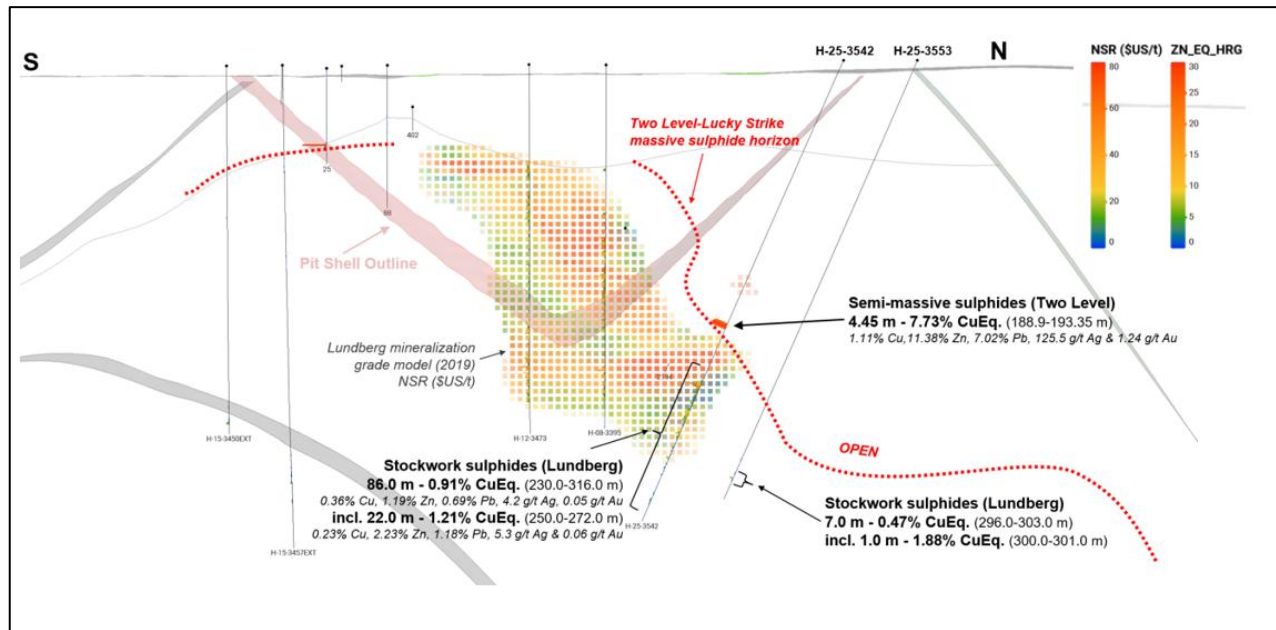 S
H-25-3542
H-25-3553
N
NSR ($US/t)
ZN_EQ_HRG
80
60
40
20
0
30
25
20
15
10
5
0
402
25
Two Level-Lucky Strike
massive sulphide horizon
Pit Shell Outline
Lundberg mineralization
grade model (2019)
NSR ($US/t)
Semi-massive sulphides (Two Level)
4.45 m - 7.73% CuEq. (188.9-193.35 m)
1.11% Cu,11.38% Zn, 7.02% Pb, 125.5 g/t Ag & 1.24 g/t Au
OPEN
H-15-3450EXT
H-12-3473
H-08-3395
Stockwork sulphides (Lundberg)
86.0 m - 0.91% CuEq. (230.0-316.0 m)
0.36% Cu, 1.19% Zn, 0.69% Pb, 4.2 g/t Ag, 0.05 g/t Au
incl. 22.0 m - 1.21% CuEq. (250.0-272.0 m)
0.23% Cu, 2.23% Zn, 1.18% Pb, 5.3 g/t Ag & 0.06 g/t Au
H-25-3542
Stockwork sulphides (Lundberg)
7.0 m - 0.47% CuEq. (296.0-303.0 m)
incl. 1.0 m - 1.88% CuEq. (300.0-301.0 m)
H-15-3457EXT